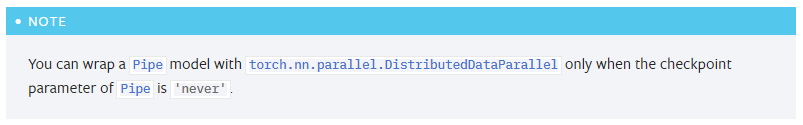 • NOTE
You can wrap a Pipe model with torch.nn.parallel.DistributedDataParallel only when the checkpoint
parameter of Pipe is 'never'.